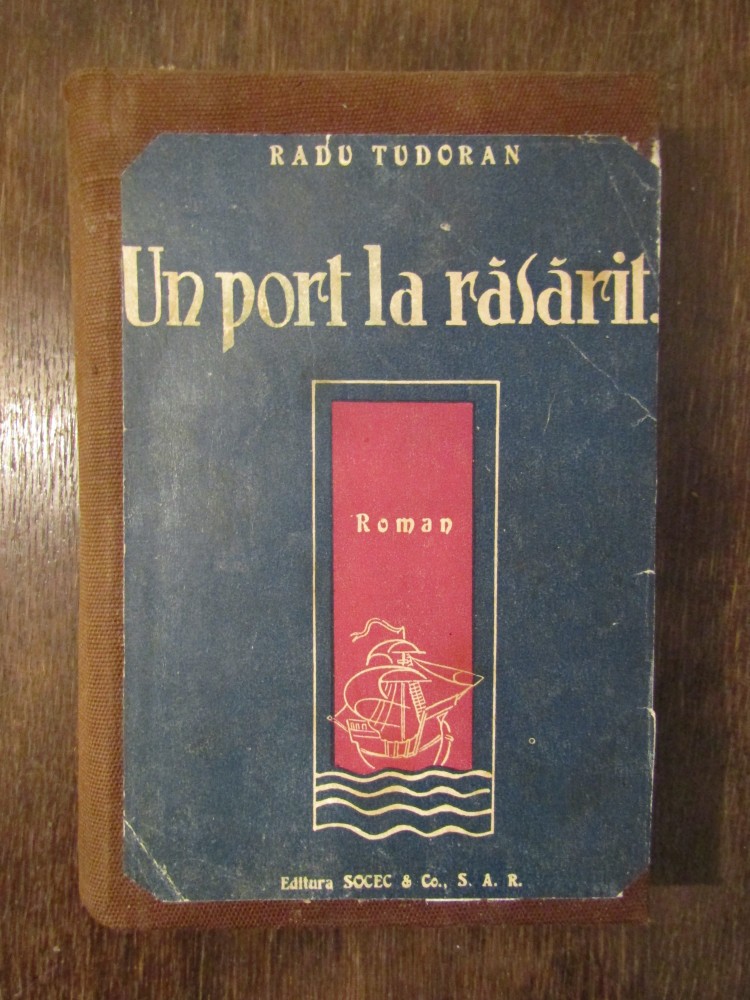 RADU TUDORAN
Un port la răsărit.
Roman
Editura SOCEC & Co., S. A. R.